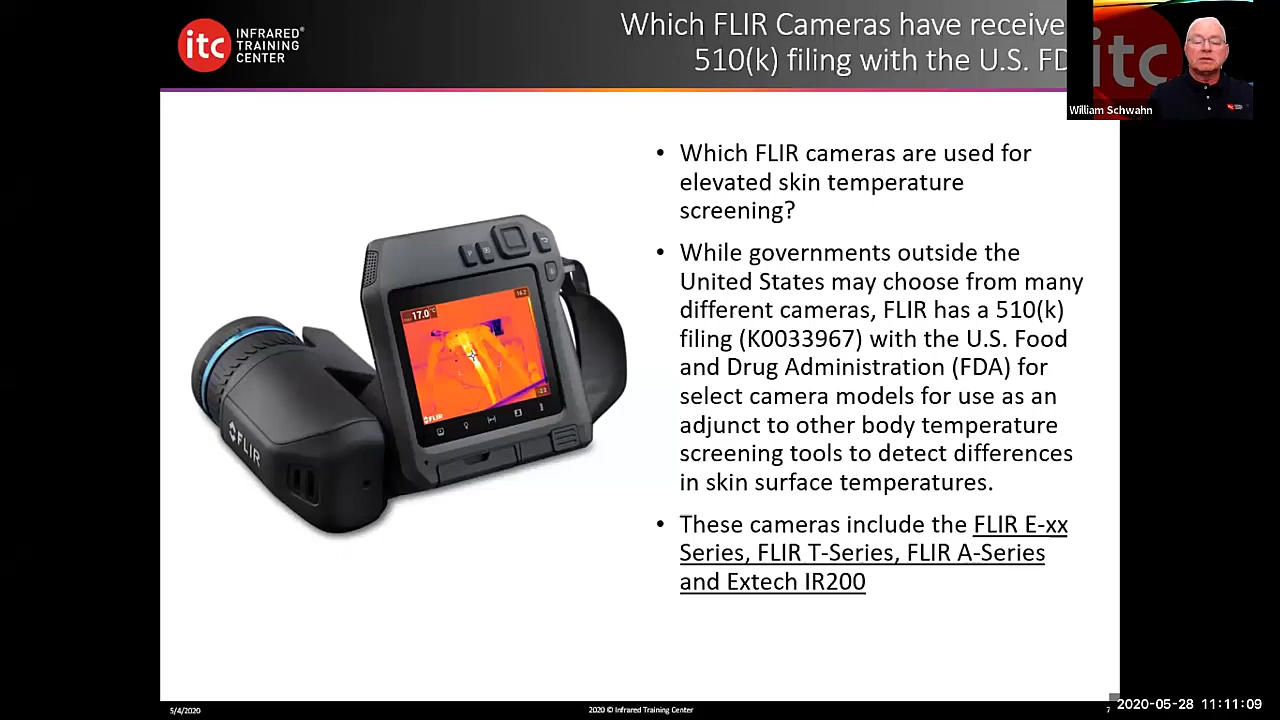 itc INFRARED®
TRAINING
CENTER
Which FLIR Cameras have receive
510(k) filing with the U.S. FD
itc
William Schwahn
• Which FLIR cameras are used for
elevated skin temperature
screening?
• While governments outside the
United States may choose from many
different cameras, FLIR has a 510(k)
filing (K0033967) with the U.S. Food
and Drug Administration (FDA) for
select camera models for use as an
adjunct to other body temperature
screening tools to detect differences
in skin surface temperatures.
• These cameras include the FLIR E-xx
Series, FLIR T-Series, FLIR A-Series
and Extech IR200
17.0
FLIR
FLIR
5/4/2020
2020 © Infrared Training Center
7
2020-05-28 11:11:09